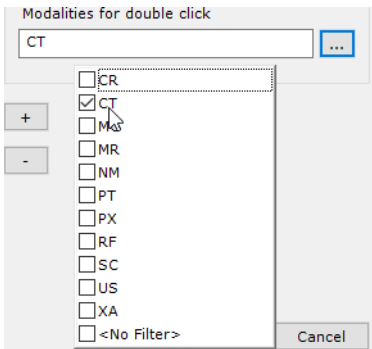 Modalities for double click
CT
...
CR
CT
+
MR
-
NM
PT
PX
RF
SC
US
XA
<No Filter>
Cancel